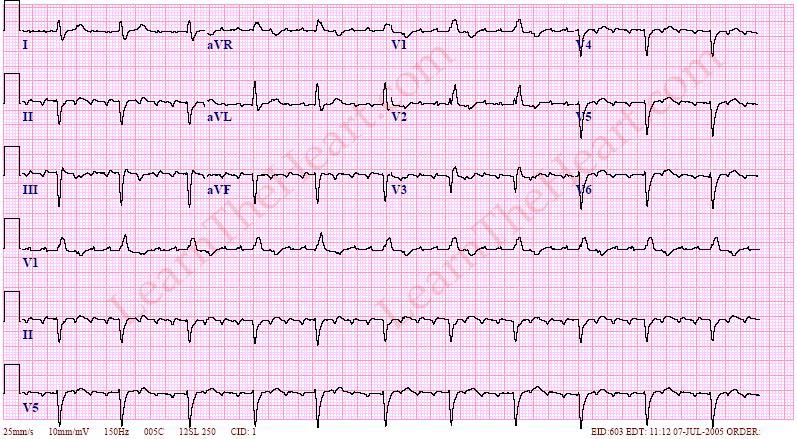 I aVR V1 V4
II aVL V2 V5
III aVF V3 V6
V1
II
V5
LearnTheHeart.com LearnTheHeart.com
25mm/s 10mm/mV 150Hz 005C 12SL 250 CID: 1 EID:603 EDT: 11:12 07-JUL-2005 ORDER: